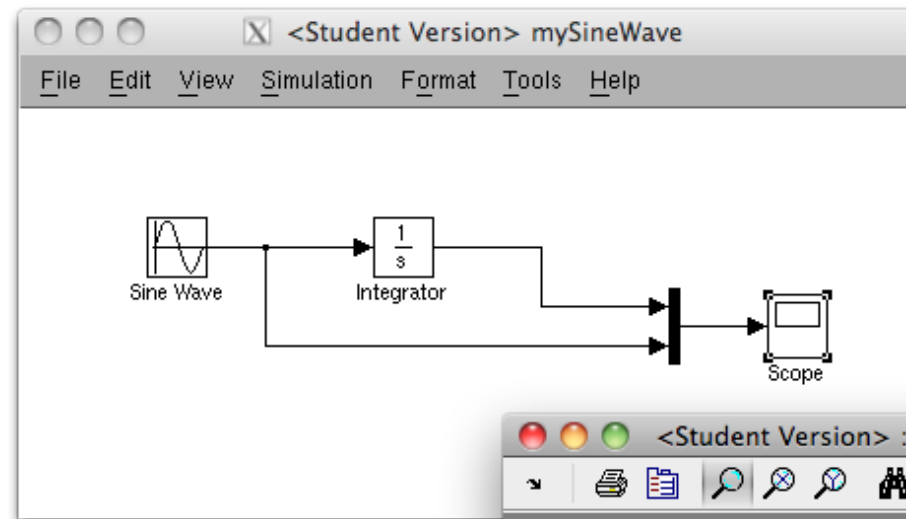 <Student Version> mySineWave
File Edit View Simulation Format Tools Help
1
s
Sine Wave
Integrator
Scope
<Student Version> :